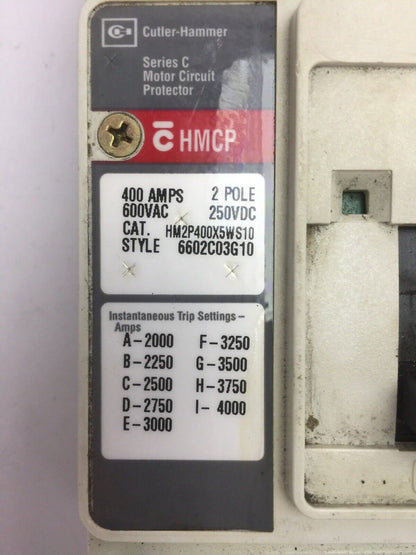 Cutler-Hammer
Series C
Motor Circuit
Protector
HMCP
400 AMPS 2 POLE
600VAC 250VDC
CAT. HM2P400X5WS10
STYLE 6602C03G10
Instantaneous Trip Settings–
Amps
A–2000 F–3250
B–2250 G–3500
C–2500 H–3750
D–2750 I– 4000
E–3000